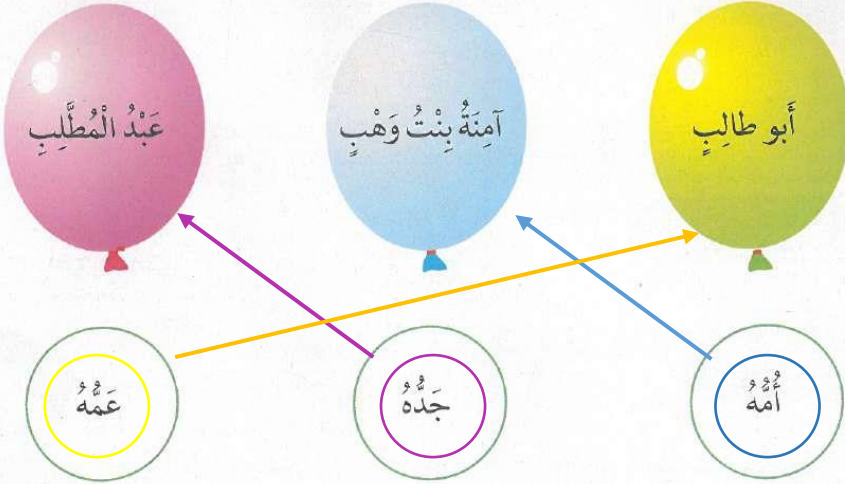 أَبو طالِبٍ
آمِنَةُ بِنْتُ وَهْبٍ
عَبْدُ الْمُطَّلِبِ
أُمُّهُ
جَدُّهُ
عَمُّهُ